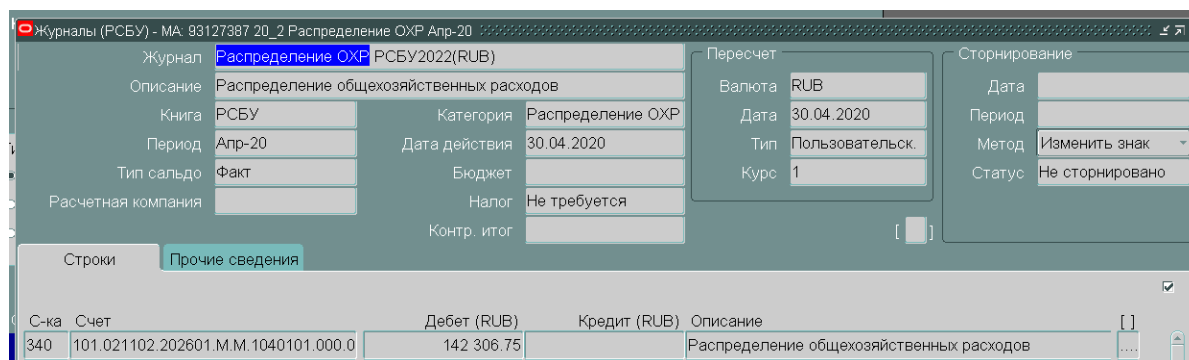 Журналы (РСБУ) - МА: 93127387 20_2 Распределение ОХР Апр-20
Журнал Распределение ОХР РСБУ2022(RUB)
Описание Распределение общехозяйственных расходов
Книга РСБУ Категория Распределение ОХР
Период Апр-20 Дата действия 30.04.2020
Тип сальдо Факт Бюджет
Расчетная компания Налог Не требуется
Контр. итог
Пересчет
Валюта RUB
Дата 30.04.2020
Тип Пользовательск.
Курс 1
[ ]
Сторнирование
Дата
Период
Метод Изменить знак
Статус Не сторнировано
Строки Прочие сведения
С-ка Счет Дебет (RUB) Кредит (RUB) Описание [ ]
340 101.021102.202601.М.М.1040101.000.0 142 306.75 Распределение общехозяйственных расходов ....